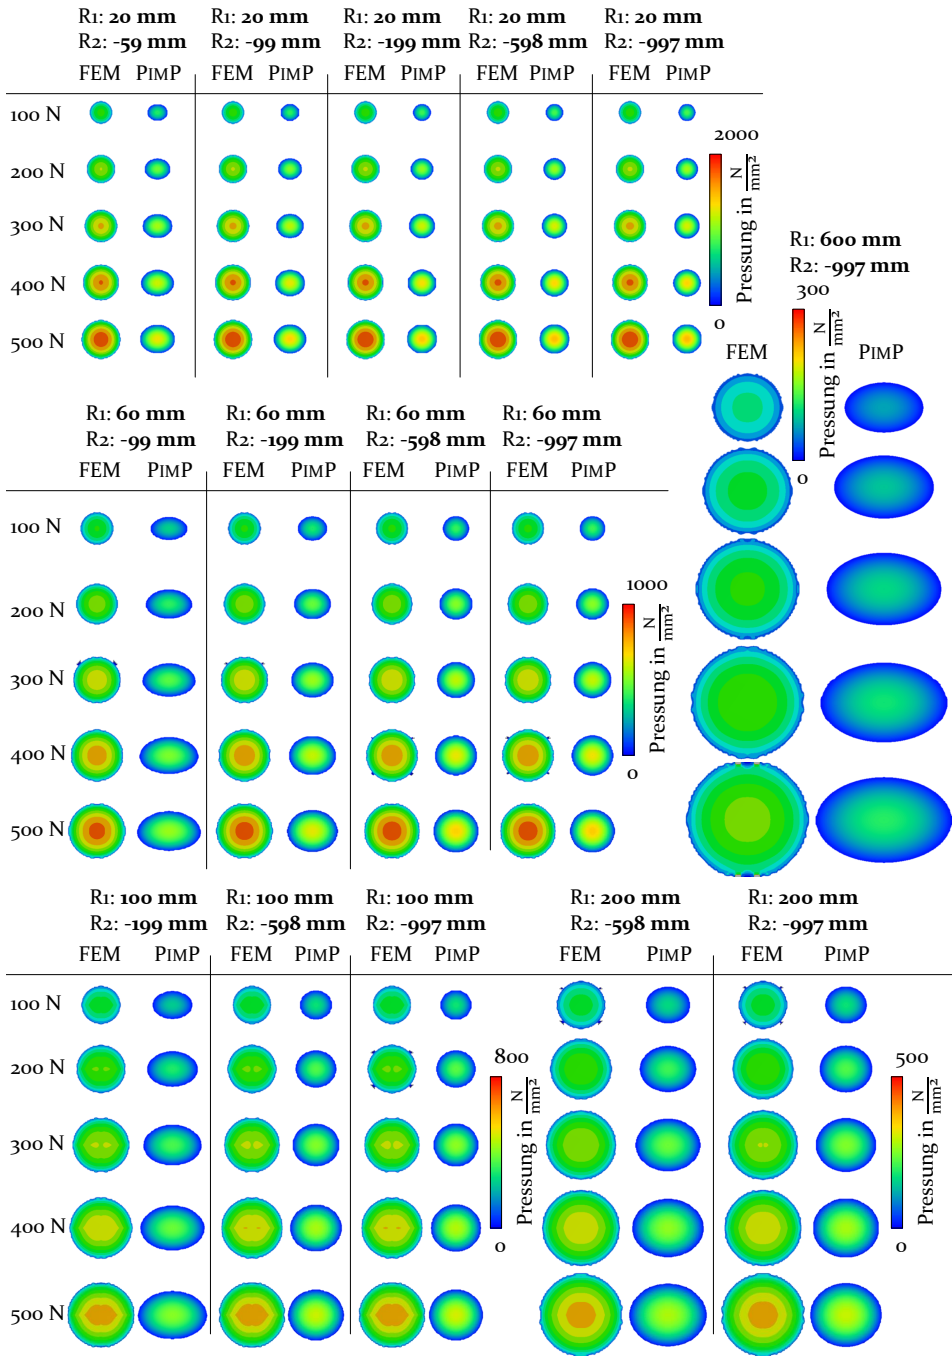 R1: 20 mm R1: 20 mm R1: 20 mm R1: 20 mm R1: 20 mm
R2: -59 mm R2: -99 mm R2: -199 mm R2: -598 mm R2: -997 mm
FEM PIMP FEM PIMP FEM PIMP FEM PIMP FEM PIMP
100 N
200 N
300 N
400 N
500 N
2000
Pressung in N/mm²
0
R1: 600 mm
R2: -997 mm
300
Pressung in N/mm²
0
FEM PIMP
R1: 60 mm R1: 60 mm R1: 60 mm R1: 60 mm
R2: -99 mm R2: -199 mm R2: -598 mm R2: -997 mm
FEM PIMP FEM PIMP FEM PIMP FEM PIMP
100 N
200 N
300 N
400 N
500 N
1000
Pressung in N/mm²
0
R1: 100 mm R1: 100 mm R1: 100 mm R1: 200 mm R1: 200 mm
R2: -199 mm R2: -598 mm R2: -997 mm R2: -598 mm R2: -997 mm
FEM PIMP FEM PIMP FEM PIMP FEM PIMP FEM PIMP
100 N
200 N
300 N
400 N
500 N
800
Pressung in N/mm²
0
500
Pressung in N/mm²
0